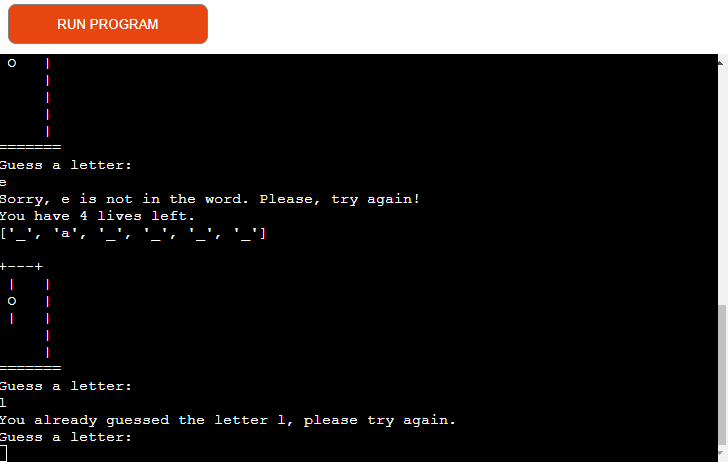 RUN PROGRAM
O   |
    |
    |
    |
    |
=======
Guess a letter:
e
Sorry, e is not in the word. Please, try again!
You have 4 lives left.
['_', 'a', '_', '_', '_', '_']
+---+
 |   |
 O   |
 |   |
     |
     |
=======
Guess a letter:
l
You already guessed the letter l, please try again.
Guess a letter: